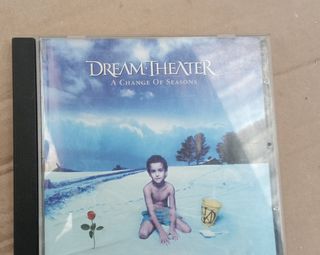 DREAM THEATER
A CHANGE OF SEASONS